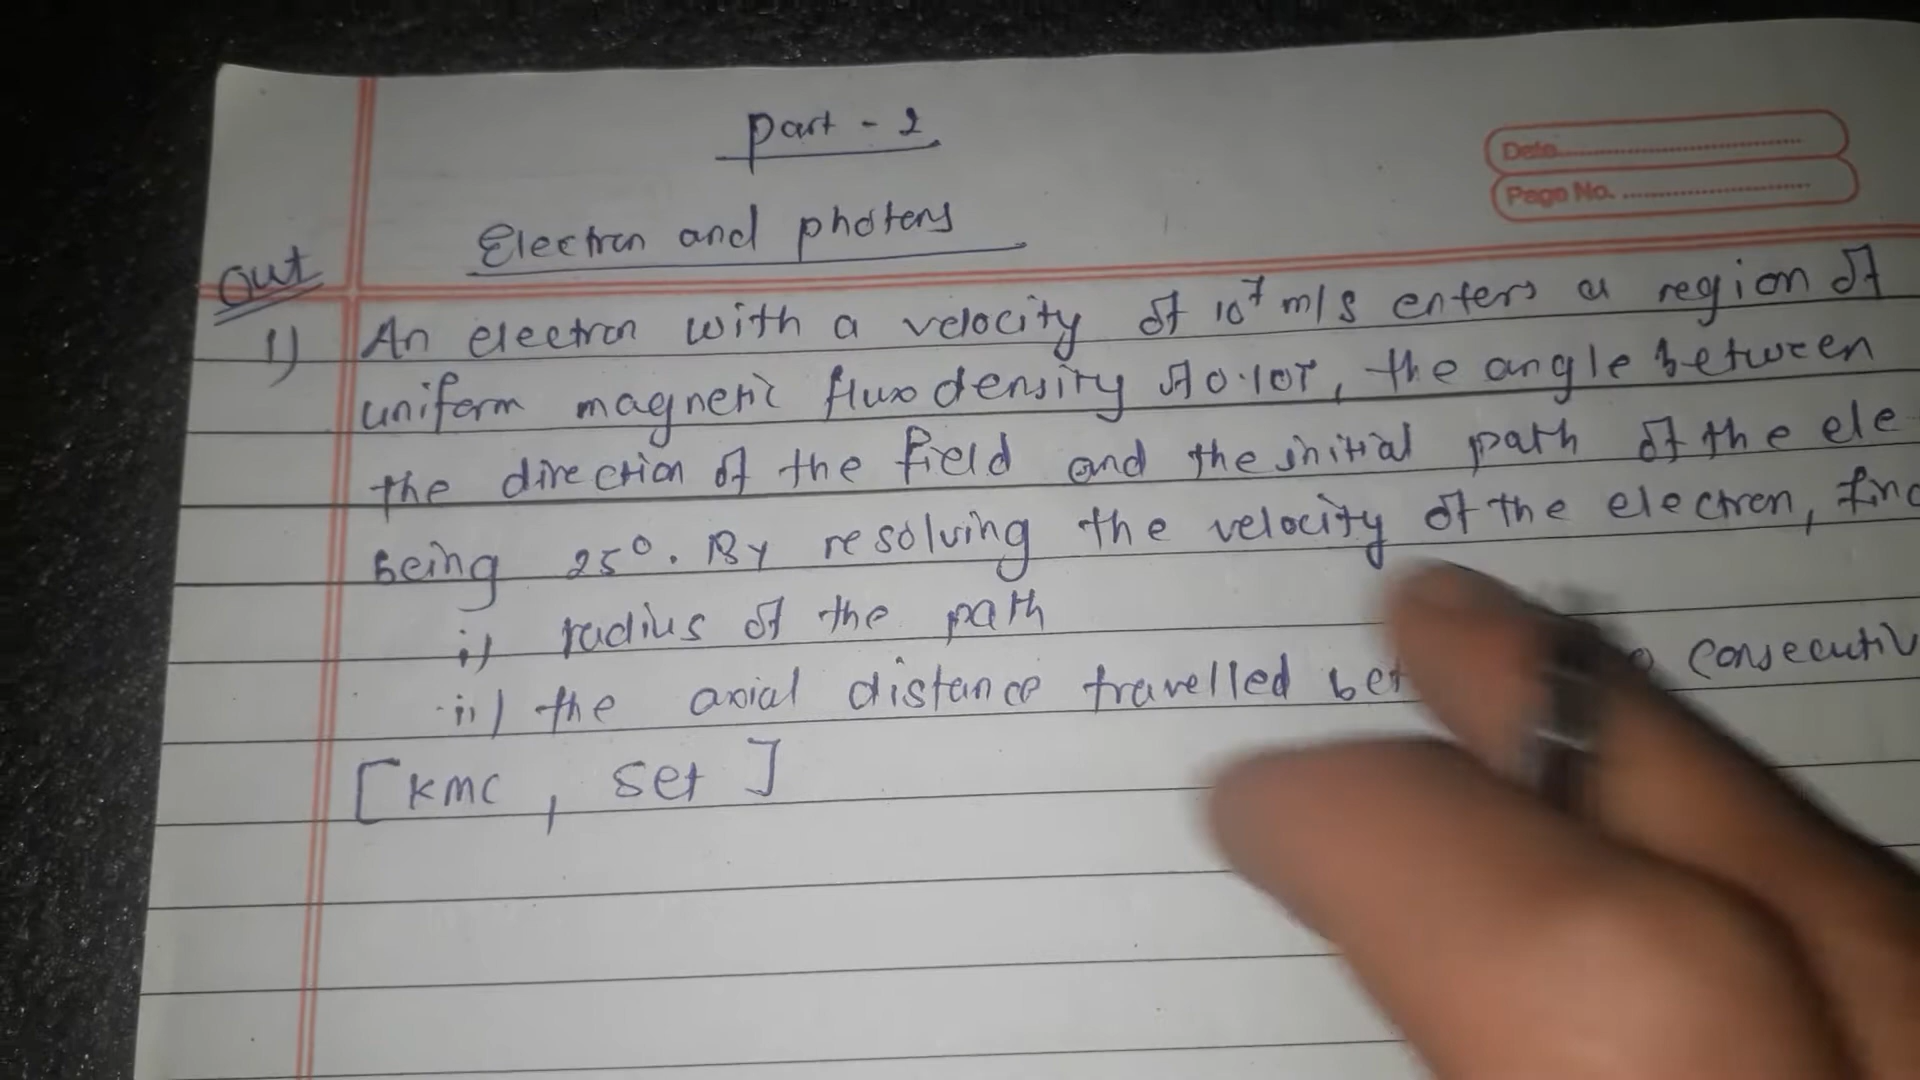 Part - 2
Date
Page No.
Electron and photons
Out
1) An electron with a velocity of 10⁷ m/s enters a region of
uniform magnetic flux density of 0.10T, the angle between
the direction of the field and the initial path of the ele
being 25°. By resolving the velocity of the electron, find
i) radius of the path
ii) the axial distance travelled bet consecutiv
[KMC, Set ]